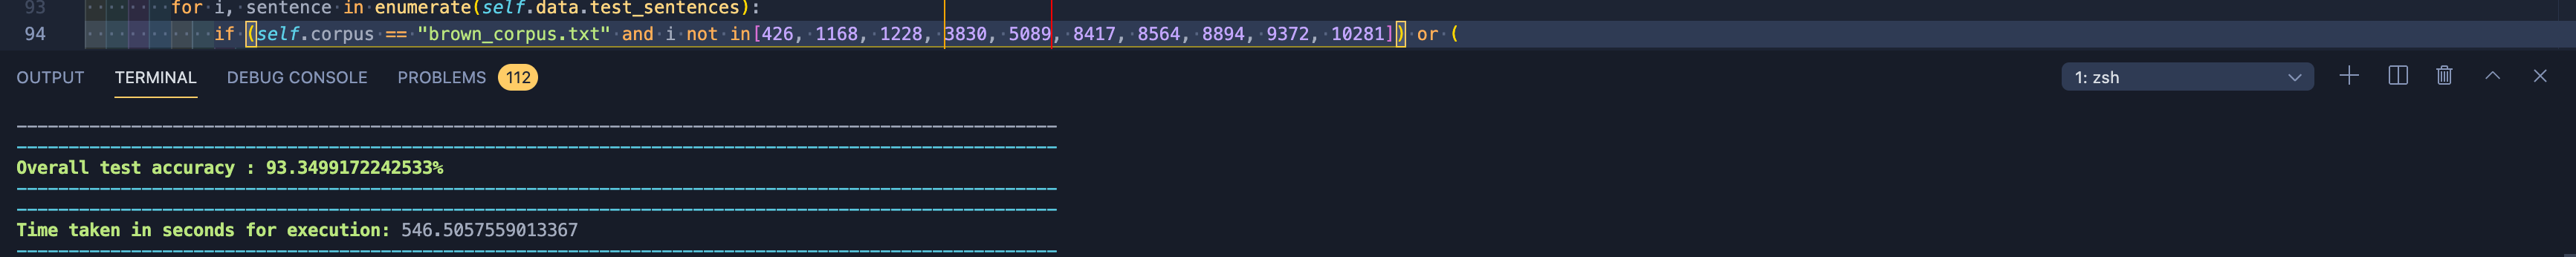 93 for i, sentence in enumerate(self.data.test_sentences):
94 if (self.corpus == "brown_corpus.txt" and i not in[426, 1168, 1228, 3830, 5089, 8417, 8564, 8894, 9372, 10281]) or (
OUTPUT TERMINAL DEBUG CONSOLE PROBLEMS 112 1: zsh
Overall test accuracy : 93.3499172242533%
Time taken in seconds for execution: 546.5057559013367